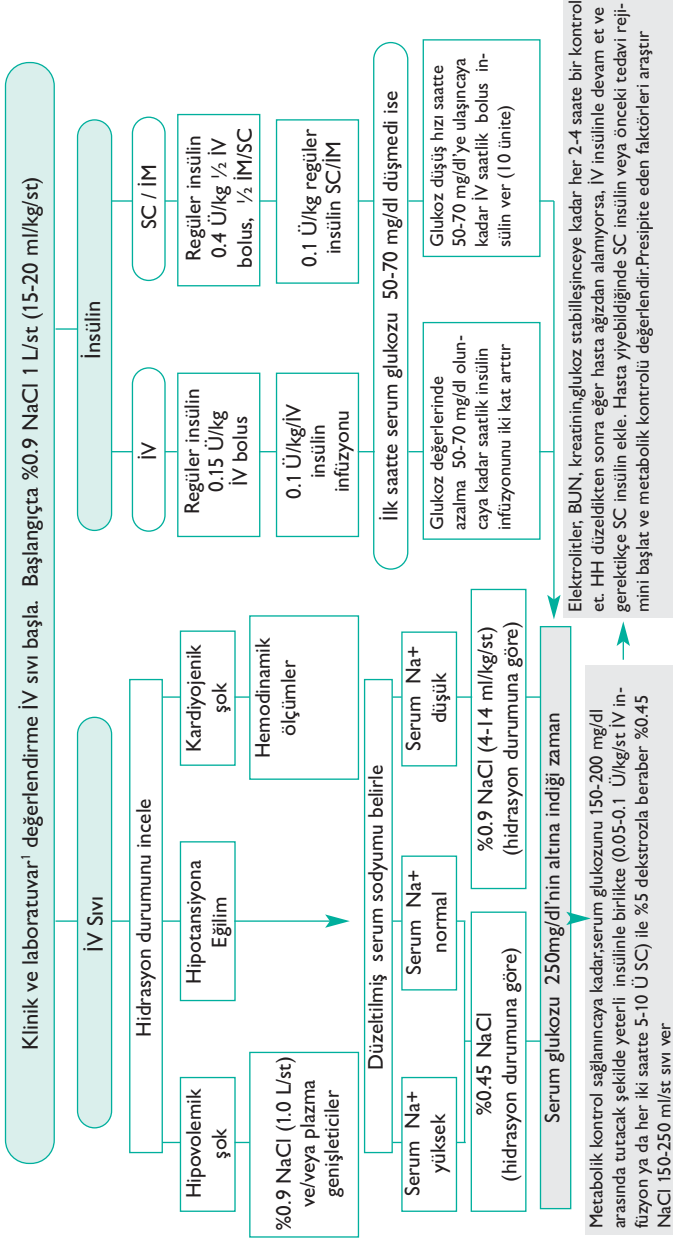 Klinik ve laboratuvar¹ değerlendirme İV sıvı başla. Başlangıçta %0.9 NaCl 1 L/st (15-20 ml/kg/st)
İV Sıvı
Hidrasyon durumunu incele
Hipovolemik
şok
Hipotansiyona
Eğilim
Kardiyojenik
şok
%0.9 NaCl (1.0 L/st)
ve/veya plazma
genişleticiler
Hemodinamik
ölçümler
Düzeltilmiş serum sodyumu belirle
Serum Na+
yüksek
Serum Na+
normal
Serum Na+
düşük
%0.45 NaCl
(hidrasyon durumuna göre)
%0.9 NaCl (4-14 ml/kg/st)
(hidrasyon durumuna göre)
İnsülin
İV
Regüler insülin
0.15 Ü/kg
İV bolus
0.1 Ü/kg/İV
insülin
infüzyonu
SC / İM
Regüler insülin
0.4 Ü/kg ½ İV
bolus, ½ İM/SC
0.1 Ü/kg regüler
insülin SC/İM
İlk saatte serum glukozu 50-70 mg/dl düşmedi ise
Glukoz değerlerinde
azalma 50-70 mg/dl olun-
caya kadar saatlik insülin
infüzyonunu iki kat arttır
Glukoz düşüş hızı saatte
50-70 mg/dl'ye ulaşıncaya
kadar İV saatlik bolus in-
sülin ver (10 ünite)
Serum glukozu 250mg/dl'nin altına indiği zaman
Metabolik kontrol sağlanıncaya kadar,serum glukozunu 150-200 mg/dl
arasında tutacak şekilde yeterli insülinle birlikte (0.05-0.1 Ü/kg/st İV in-
füzyon ya da her iki saatte 5-10 Ü SC) ile %5 dekstrozla beraber %0.45
NaCl 150-250 ml/st sıvı ver
Elektrolitler, BUN, kreatinin,glukoz stabilleşinceye kadar her 2-4 saate bir kontrol
et. HH düzeldikten sonra eğer hasta ağızdan alamıyorsa, İV insülinle devam et ve
gerektikçe SC insülin ekle. Hasta yiyebildiğinde SC insülin veya önceki tedavi reji-
mini başlat ve metabolik kontrolü değerlendir.Presipite eden faktörleri araştır